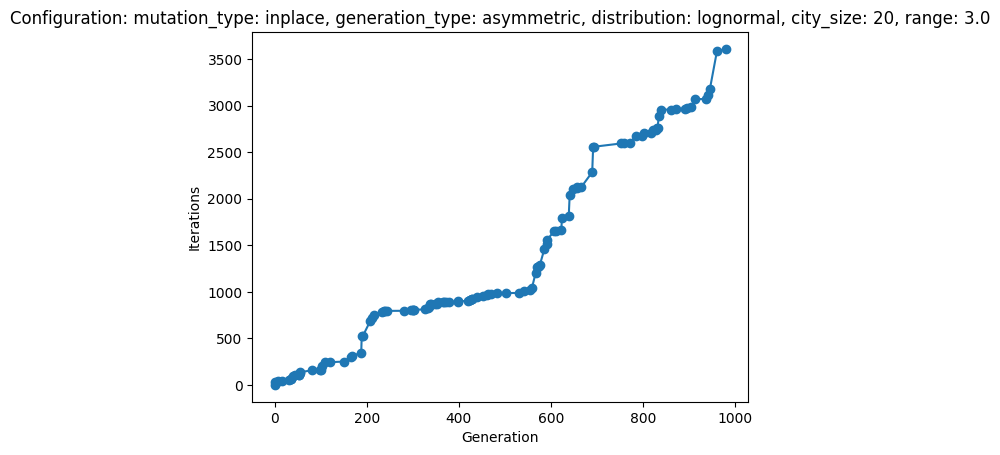 Configuration: mutation_type: inplace, generation_type: asymmetric, distribution: lognormal, city_size: 20, range: 3.0
3500
3000
2500
2000
1500
1000
500
0
Iterations
0 200 400 600 800 1000
Generation